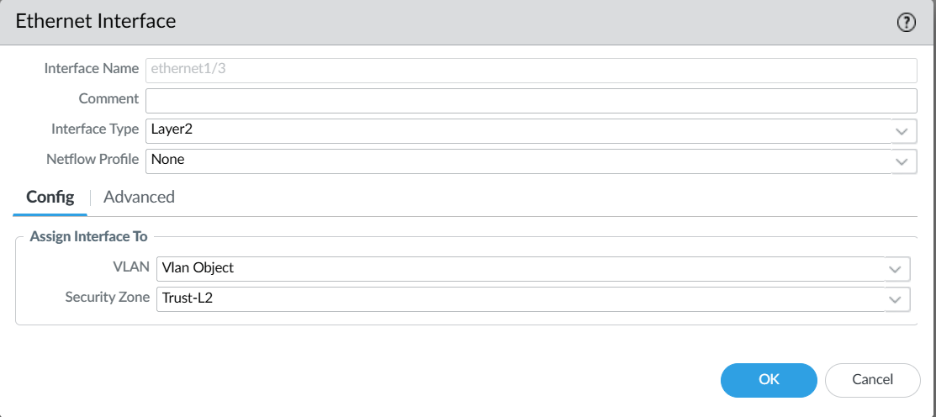 Ethernet Interface
?
Interface Name ethernet1/3
Comment
Interface Type Layer2
Netflow Profile None
Config Advanced
Assign Interface To
VLAN Vlan Object
Security Zone Trust-L2
OK Cancel